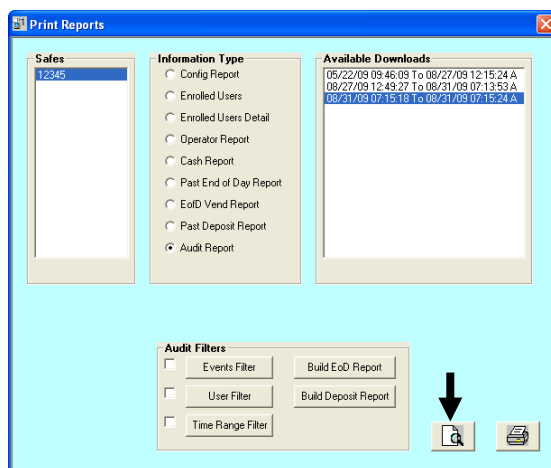 Print Reports
Safes
12345
Information Type
Config Report
Enrolled Users
Enrolled Users Detail
Operator Report
Cash Report
Past End of Day Report
EofD Vend Report
Past Deposit Report
Audit Report
Available Downloads
05/22/09 09:46:09 To 08/27/09 12:15:24 A
08/27/09 12:49:27 To 08/31/09 07:13:53 A
08/31/09 07:15:18 To 08/31/09 07:15:24 A
Audit Filters
Events Filter
Build EoD Report
User Filter
Build Deposit Report
Time Range Filter